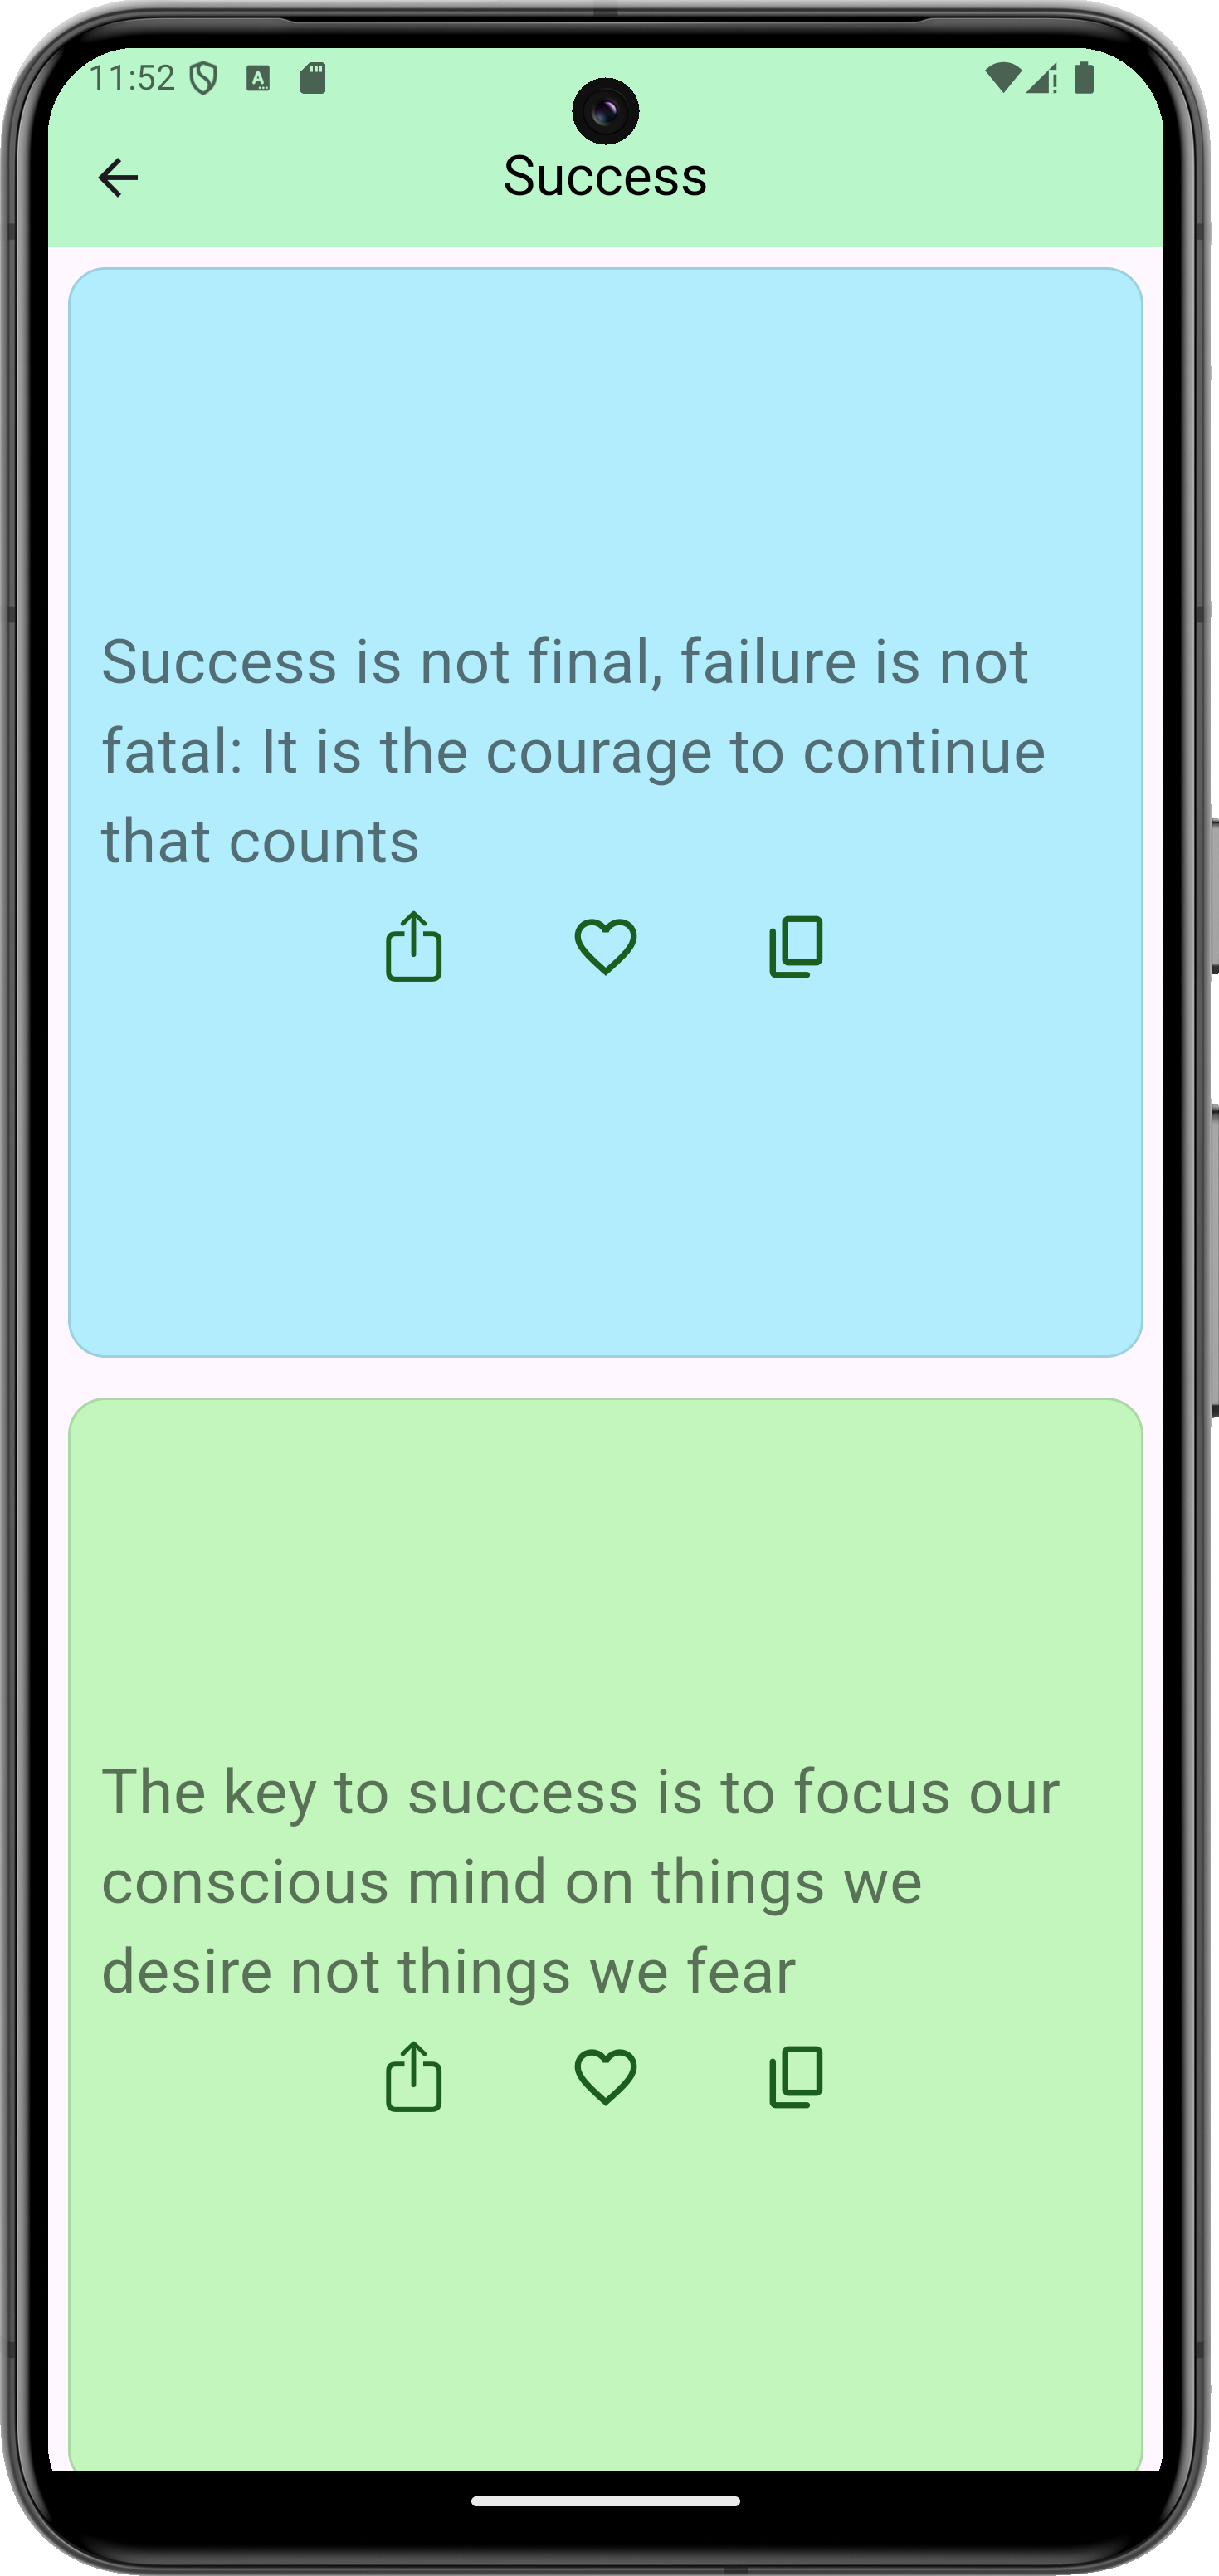 11:52
Success
Success is not final, failure is not
fatal: It is the courage to continue
that counts
The key to success is to focus our
conscious mind on things we
desire not things we fear